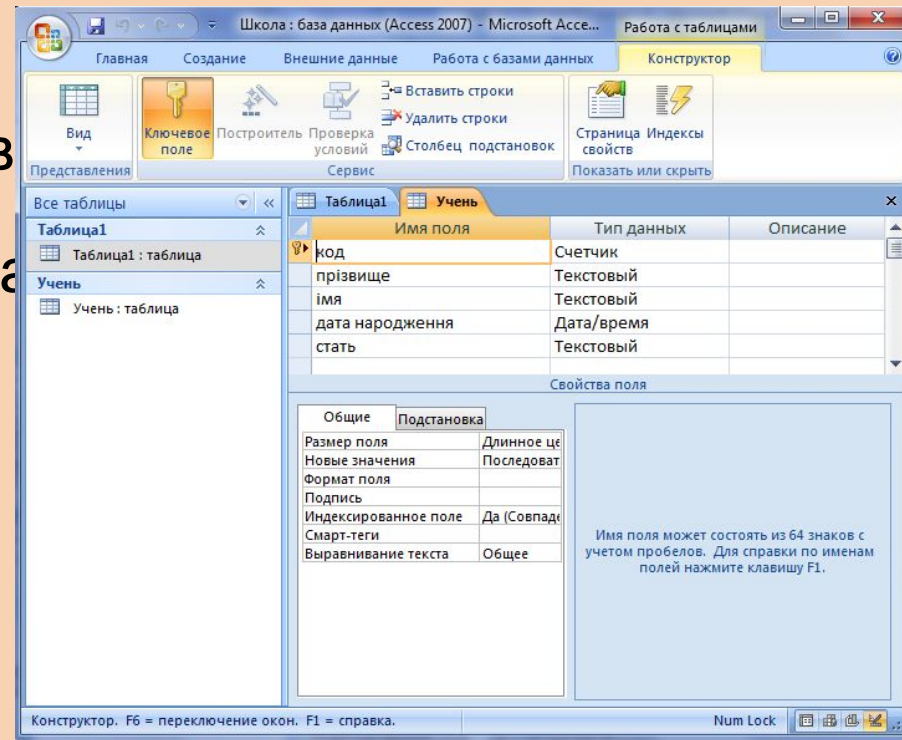 Школа : база данных (Access 2007) - Microsoft Acce...
Работа с таблицами
Главная Создание Внешние данные Работа с базами данных Конструктор
Вид
Представления
Ключевое поле
Построитель
Проверка условий
Вставить строки
Удалить строки
Столбец подстановок
Сервис
Страница свойств
Индексы
Показать или скрыть
в
а
Все таблицы
Таблица1
Таблица1 : таблица
Учень
Учень : таблица
Таблица1 Учень
Имя поля Тип данных Описание
код Счетчик
прізвище Текстовый
імя Текстовый
дата народження Дата/время
стать Текстовый
Свойства поля
Общие Подстановка
Размер поля Длинное це
Новые значения Последоват
Формат поля
Подпись
Индексированное поле Да (Совпаде
Смарт-теги
Выравнивание текста Общее
Имя поля может состоять из 64 знаков с
учетом пробелов. Для справки по именам
полей нажмите клавишу F1.
Конструктор. F6 = переключение окон. F1 = справка. Num Lock